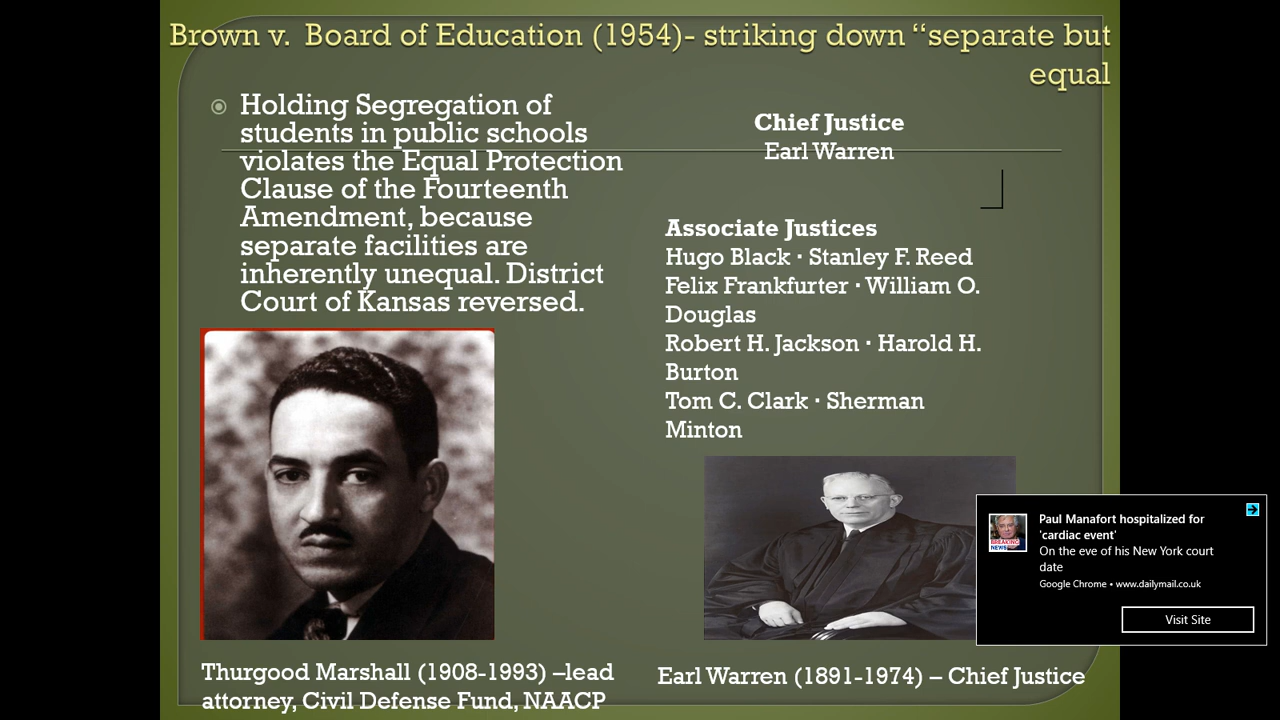 Brown v. Board of Education (1954)- striking down “separate but
equal
Holding Segregation of
students in public schools
violates the Equal Protection
Clause of the Fourteenth
Amendment, because
separate facilities are
inherently unequal. District
Court of Kansas reversed.
Chief Justice
Earl Warren
Associate Justices
Hugo Black · Stanley F. Reed
Felix Frankfurter · William O.
Douglas
Robert H. Jackson · Harold H.
Burton
Tom C. Clark · Sherman
Minton
Thurgood Marshall (1908-1993) –lead
attorney, Civil Defense Fund, NAACP
Earl Warren (1891-1974) – Chief Justice
Paul Manafort hospitalized for
'cardiac event'
On the eve of his New York court
date
Google Chrome • www.dailymail.co.uk
BREAKING
NEWS
Visit Site